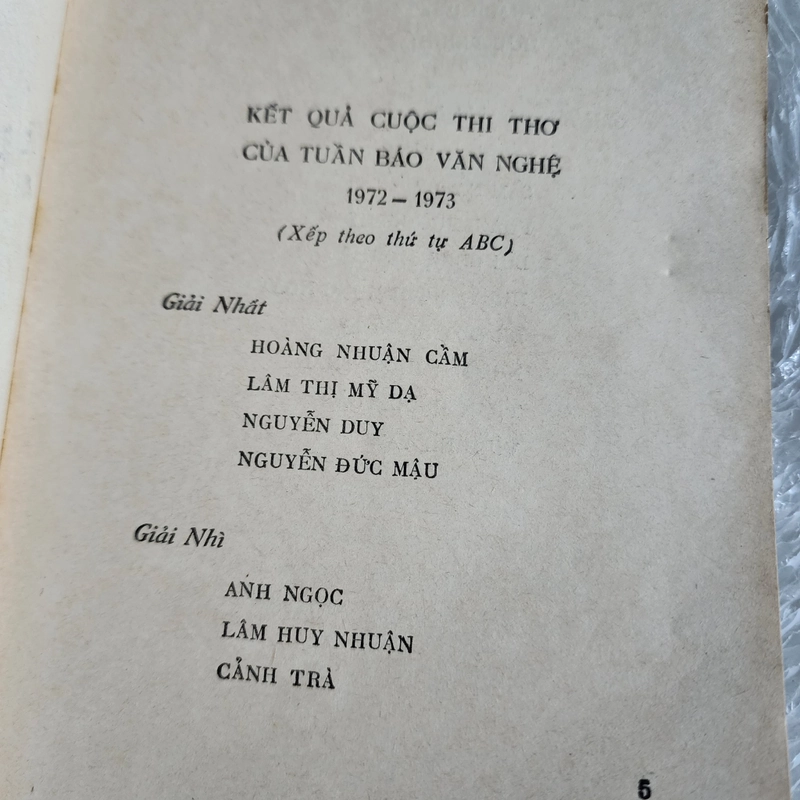 KẾT QUẢ CUỘC THI THƠ
CỦA TUẦN BÁO VĂN NGHỆ
1972 — 1973
(Xếp theo thứ tự ABC)
Giải Nhất
HOÀNG NHUẬN CẦM
LÂM THỊ MỸ DẠ
NGUYỄN DUY
NGUYỄN ĐỨC MẬU
Giải Nhì
ANH NGỌC
LÂM HUY NHUẬN
CẢNH TRÀ
5